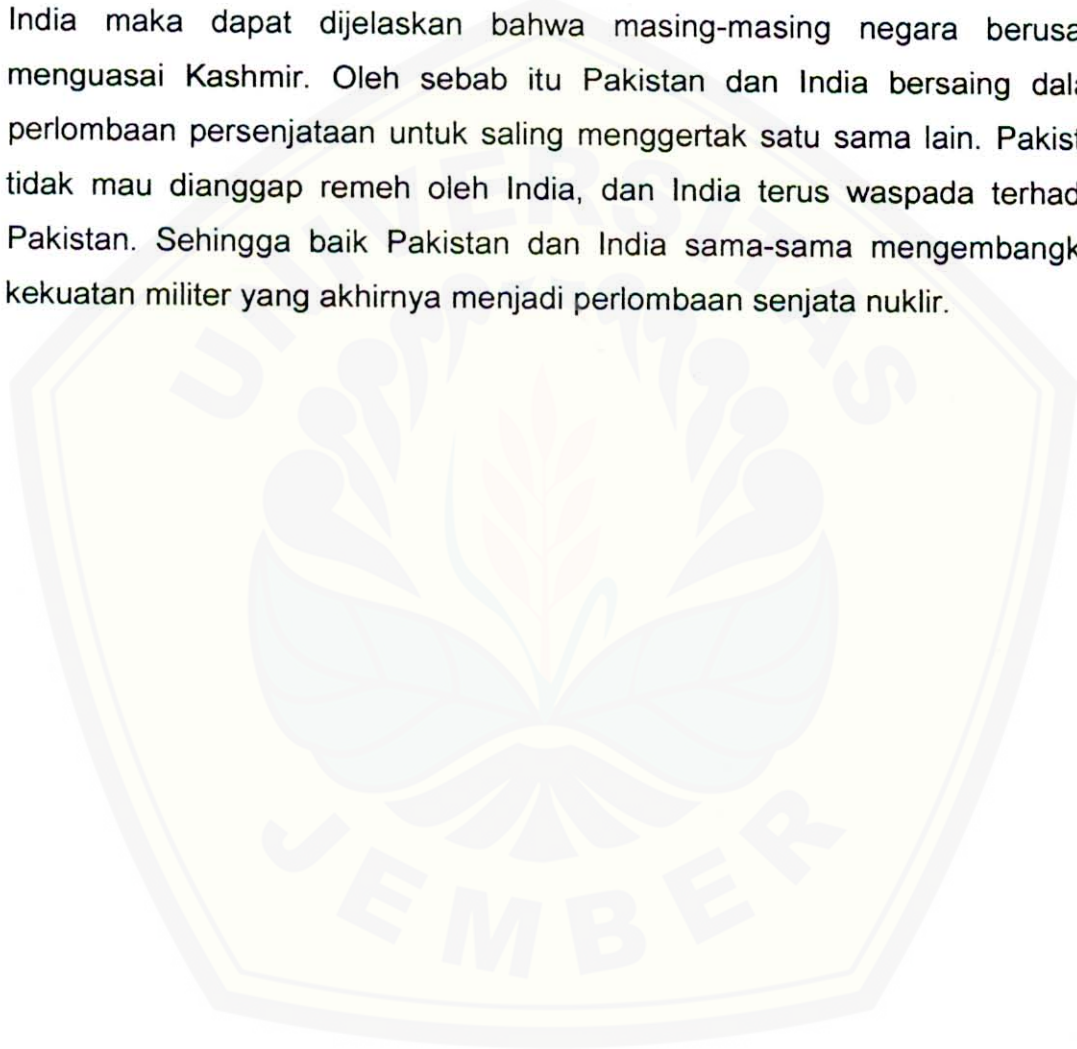 India maka dapat dijelaskan bahwa masing-masing negara berusa
menguasai Kashmir. Oleh sebab itu Pakistan dan India bersaing dala
perlombaan persenjataan untuk saling menggertak satu sama lain. Pakist
tidak mau dianggap remeh oleh India, dan India terus waspada terhad
Pakistan. Sehingga baik Pakistan dan India sama-sama mengembangk
kekuatan militer yang akhirnya menjadi perlombaan senjata nuklir.
UNIVERSITAS
JEMBER